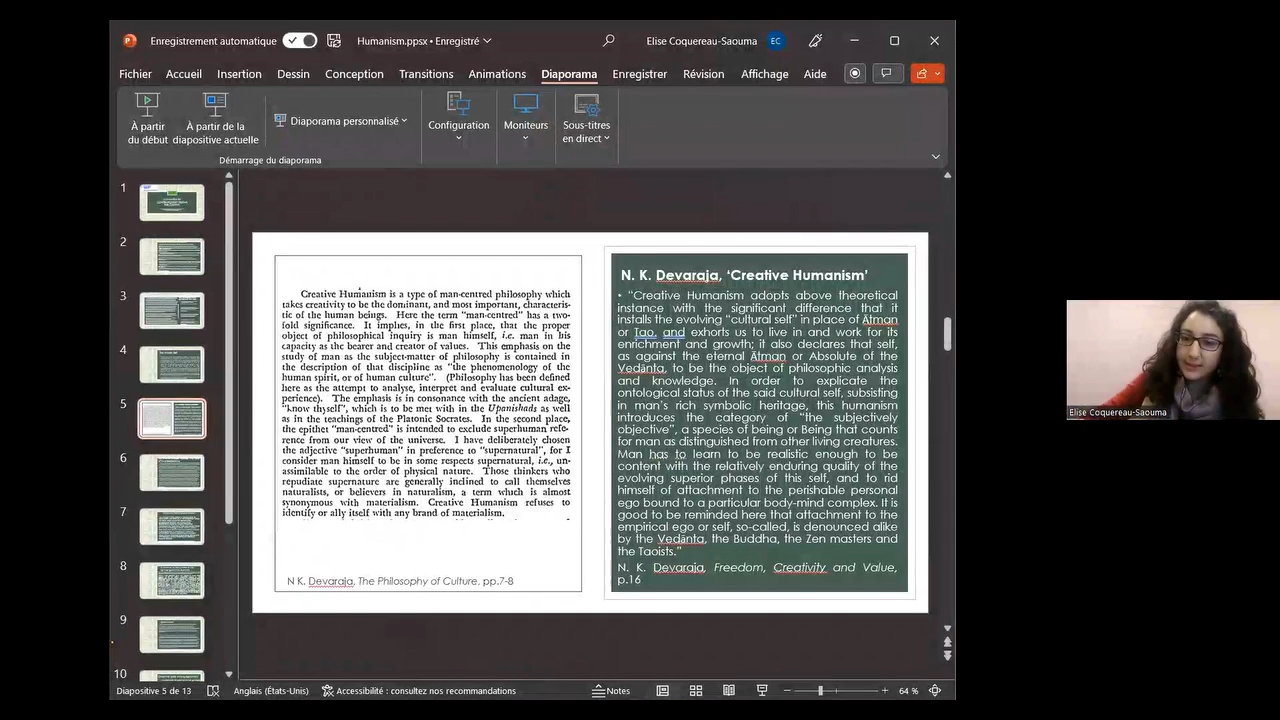 Enregistrement automatique
Humanism.ppsx • Enregistré
Elise Coquereau-Saouma
EC
Fichier
Accueil
Insertion
Dessin
Conception
Transitions
Animations
Diaporama
Enregistrer
Révision
Affichage
Aide
À partir
du début
À partir de la
diapositive actuelle
Diaporama personnalisé
Configuration
Moniteurs
Sous-titres
en direct
Démarrage du diaporama
1
2
3
4
5
6
7
8
9
10
Creative Humanism is a type of man-centred philosophy which
takes creativity to be the dominant, and most important, characteris-
tic of the human beings. Here the term "man-centred" has a two-
fold significance. It implies, in the first place, that the proper
object of philosophical inquiry is man himself, i.e. man in his
capacity as the bearer and creator of values. This emphasis on the
study of man as the subject-matter of philosophy is contained in
the description of that discipline as "the phenomenology of the
human spirit, or of human culture". (Philosophy has been defined
here as the attempt to analyse, interpret and evaluate cultural ex-
perience). The emphasis is in consonance with the ancient adage,
"know thyself", which is to be met with in the Upanishads as well
as in the teachings of the Platonic Socrates. In the second place,
the epithet "man-centred" is intended to exclude superhuman refe-
rence from our view of the universe. I have deliberately chosen
the adjective "superhuman" in preference to "supernatural", for I
consider man himself to be in some respects supernatural, i.e., un-
assimilable to the order of physical nature. Those thinkers who
repudiate supernature are generally inclined to call themselves
naturalists, or believers in naturalism, a term which is almost
synonymous with materialism. Creative Humanism refuses to
identify or ally itself with any brand of materialism.
N K. Devaraja, The Philosophy of Culture, pp.7-8
N. K. Devaraja, ‘Creative Humanism’
• “Creative Humanism adopts above theoretical
instance with the significant difference that it
installs the evolving “cultural self” in place of Ātman
or Tao, and exhorts us to live in and work for its
enrichment and growth; it also declares that self,
as against the eternal Ātman or Absolute of the
Vedānta, to be the object of philosophic analysis
and knowledge. In order to explicate the
ontological status of the said cultural self, subsisting
in man’s rich symbolic heritage, this humanism
introduces the category of “the subjectively
objective”, a species of being or Being that counts
for man as distinguished from other living creatures.
Man has to learn to be realistic enough to be
content with the relatively enduring quality of the
evolving superior phases of this self, and to rid
himself of attachment to the perishable personal
ego bound to a particular body-mind complex. It is
good to be reminded here that attachment to the
empirical ego or self, so-called, is denounced alike
by the Vedānta, the Buddha, the Zen masters and
the Taoists.”
N. K. Devaraja, Freedom, Creativity and Value,
p.16
Elise Coquereau-Saouma
Diapositive 5 de 13
Anglais (États-Unis)
Accessibilité : consultez nos recommandations
Notes
64 %